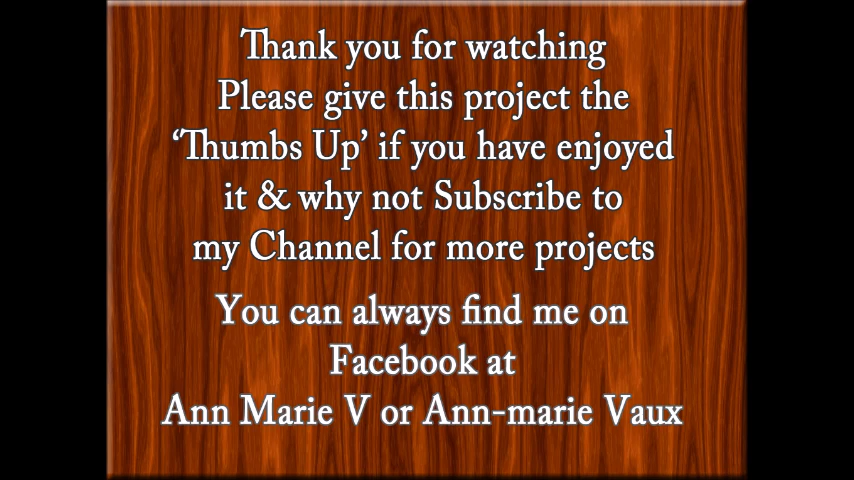 Thank you for watching
Please give this project the
‘Thumbs Up’ if you have enjoyed
it & why not Subscribe to
my Channel for more projects
You can always find me on
Facebook at
Ann Marie V or Ann-marie Vaux